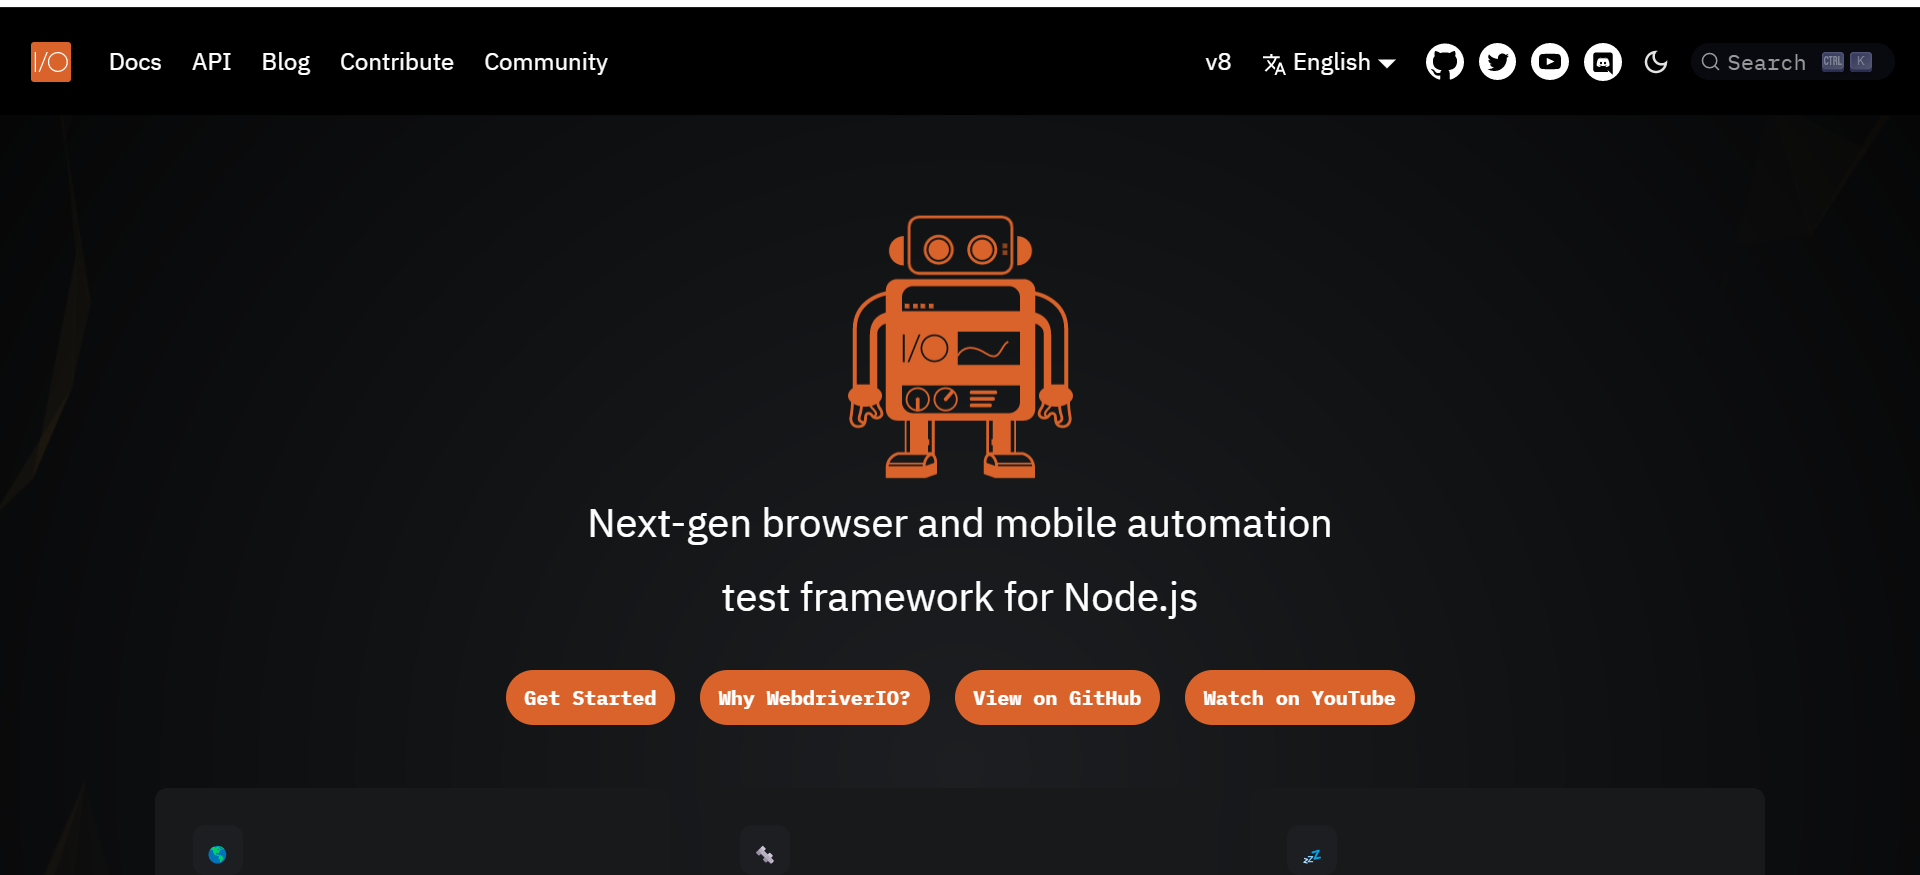 I/O
Docs API Blog Contribute Community
v8 English
Search CTRL K
I/O
Next-gen browser and mobile automation
test framework for Node.js
Get Started Why WebdriverIO? View on GitHub Watch on YouTube